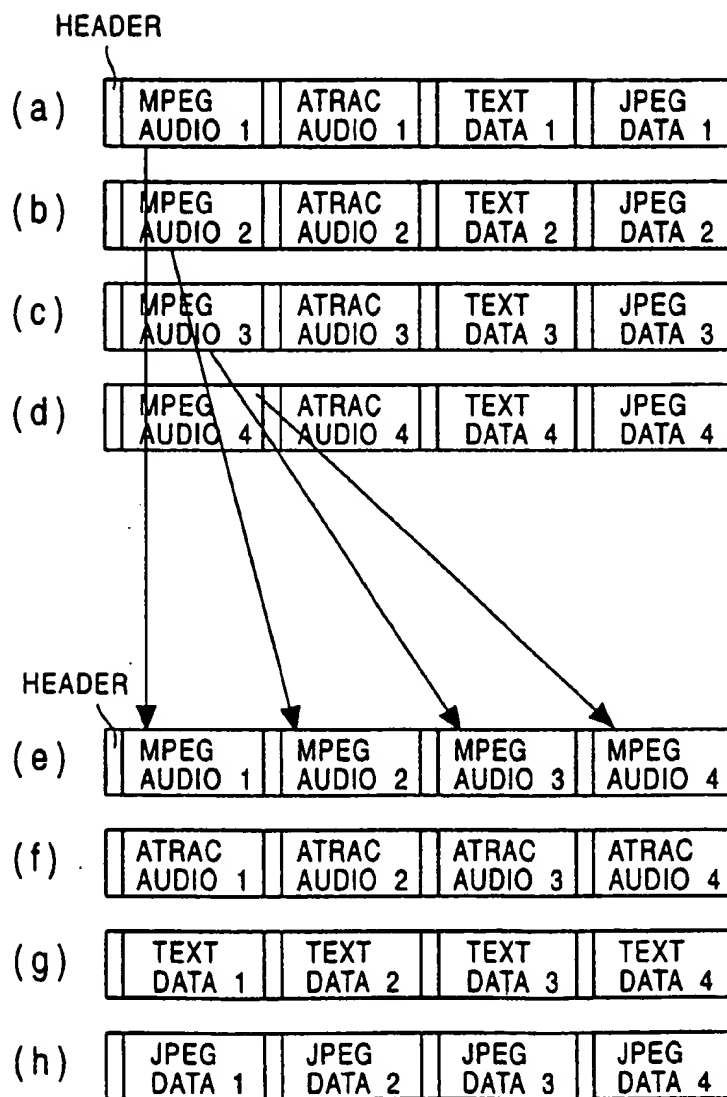 HEADER
(a) MPEG AUDIO 1 ATRAC AUDIO 1 TEXT DATA 1 JPEG DATA 1
(b) MPEG AUDIO 2 ATRAC AUDIO 2 TEXT DATA 2 JPEG DATA 2
(c) MPEG AUDIO 3 ATRAC AUDIO 3 TEXT DATA 3 JPEG DATA 3
(d) MPEG AUDIO 4 ATRAC AUDIO 4 TEXT DATA 4 JPEG DATA 4
HEADER
(e) MPEG AUDIO 1 MPEG AUDIO 2 MPEG AUDIO 3 MPEG AUDIO 4
(f) ATRAC AUDIO 1 ATRAC AUDIO 2 ATRAC AUDIO 3 ATRAC AUDIO 4
(g) TEXT DATA 1 TEXT DATA 2 TEXT DATA 3 TEXT DATA 4
(h) JPEG DATA 1 JPEG DATA 2 JPEG DATA 3 JPEG DATA 4